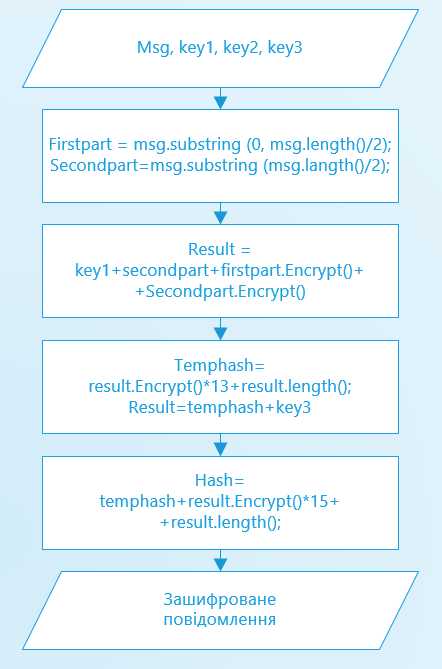 Msg, key1, key2, key3
Firstpart = msg.substring (0, msg.length()/2);
Secondpart=msg.substring (msg.langth()/2);
Result =
key1+secondpart+firstpart.Encrypt()+
+Secondpart.Encrypt()
Temphash=
result.Encrypt()*13+result.length();
Result=temphash+key3
Hash=
temphash+result.Encrypt()*15+
+result.length();
Зашифроване
повідомлення